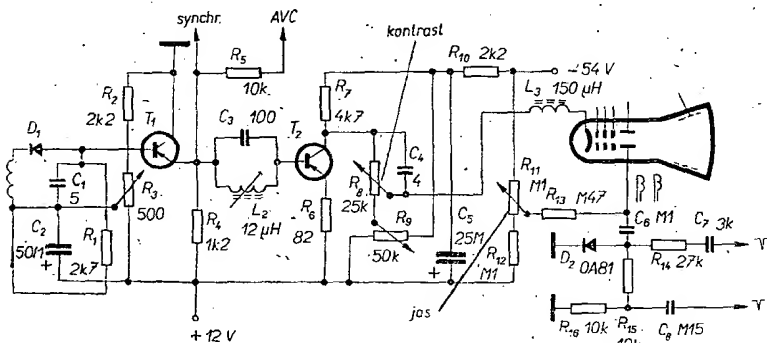 synchr.
AVC
kontrast
R5
10k
R10 2k2
- 54 V
L3 150 µH
R2
2k2
T1
C3 100
R7
4k7
D1
T2
C4
4
R8
25k
R11
M1
R13 M47
C1
5
R3
500
L2
12 µH
C2
50M
+
R1
2k7
R4
1k2
R6
82
R9
50k
C5
25M
+
R12
M1
C6 M1
C7 3k
D2 OA81
R14 27k
jas
R16 10k
R15
C8 M15
+ 12 V